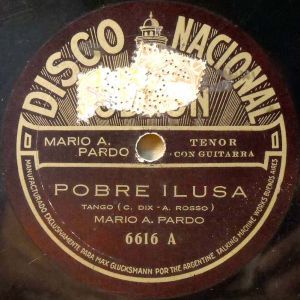 DISCO NACIONAL
MARIO A. PARDO
TENOR CON GUITARRA
POBRE ILUSA
TANGO (C. DIX - A. ROSSO)
MARIO A. PARDO
6616 A
MANUFACTURADO EXCLUSIVAMENTE PARA MAX GLÜCKSMANN POR THE ARGENTINE TALKING MACHINE WORKS BUENOS AIRES